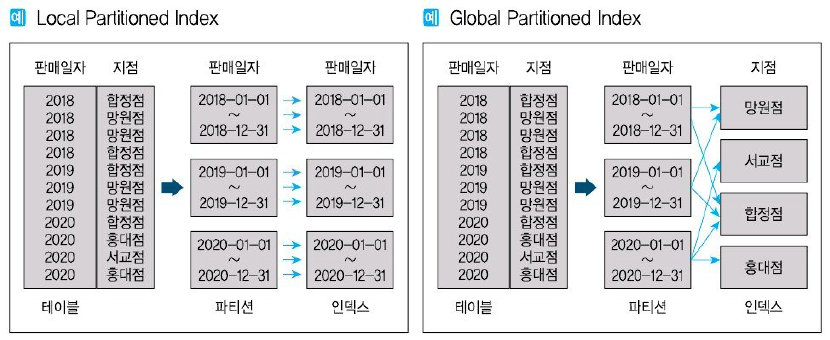 예 Local Partitioned Index
판매일자 지점 판매일자 판매일자
2018 합정점
2018 망원점
2018 망원점
2018 합정점
2019 합정점
2019 망원점
2019 망원점
2020 합정점
2020 홍대점
2020 서교점
2020 홍대점
2018-01-01
~
2018-12-31
2018-01-01
~
2018-12-31
2019-01-01
~
2019-12-31
2019-01-01
~
2019-12-31
2020-01-01
~
2020-12-31
2020-01-01
~
2020-12-31
테이블 파티션 인덱스
예 Global Partitioned Index
판매일자 지점 판매일자 지점
2018 합정점
2018 망원점
2018 망원점
2018 합정점
2019 합정점
2019 망원점
2019 망원점
2020 합정점
2020 홍대점
2020 서교점
2020 홍대점
2018-01-01
~
2018-12-31
2019-01-01
~
2019-12-31
2020-01-01
~
2020-12-31
망원점
서교점
합정점
홍대점
테이블 파티션 인덱스